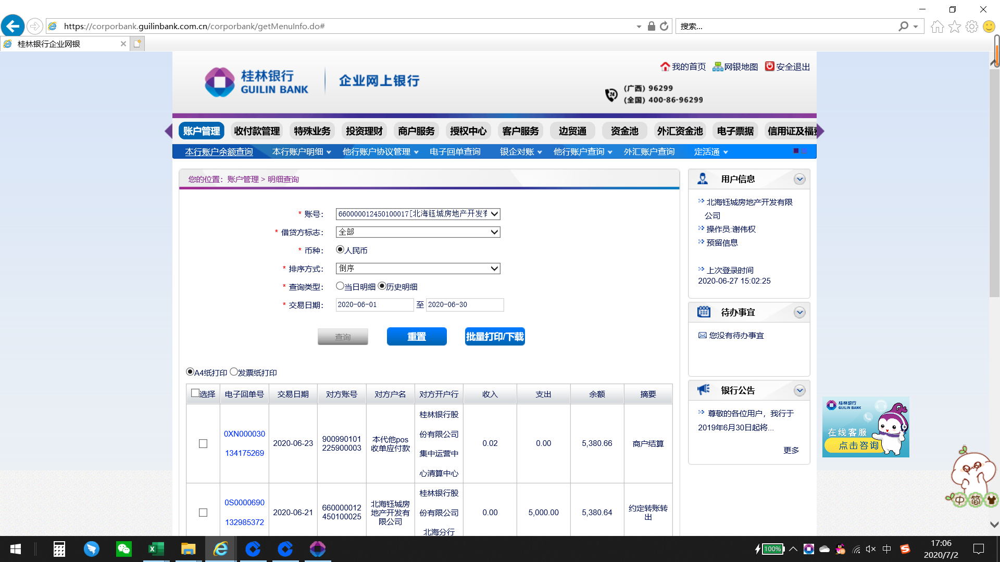 https://corporbank.guilinbank.com.cn/corporbank/getMenuInfo.do#
搜索...
桂林银行企业网银
桂林银行
GUILIN BANK
企业网上银行
我的首页
网银地图
安全退出
24
(广西) 96299
(全国) 400-86-96299
账户管理
收付款管理
特殊业务
投资理财
商户服务
授权中心
客户服务
边贸通
资金池
外汇资金池
电子票据
信用证及福
本行账户余额查询
本行账户明细
他行账户协议管理
电子回单查询
银企对账
他行账户查询
外汇账户查询
定活通
您的位置：账户管理 > 明细查询
* 账号：
660000012450100017[北海钰城房地产开发有
* 借贷方标志：
全部
* 币种：
人民币
* 排序方式：
倒序
* 查询类型：
当日明细
历史明细
* 交易日期：
2020-06-01
至
2020-06-30
查询
重置
批量打印/下载
A4纸打印
发票纸打印
选择
电子回单号
交易日期
对方账号
对方户名
对方开户行
收入
支出
余额
摘要
0XN000030
134175269
2020-06-23
900990101
225900003
本代他pos
收单应付款
桂林银行股
份有限公司
集中运营中
心清算中心
0.02
0.00
5,380.66
商户结算
0S0000690
132985372
2020-06-21
660000012
450100025
北海钰城房
地产开发有
限公司
桂林银行股
份有限公司
北海分行
0.00
5,000.00
5,380.64
约定转账转
出
用户信息
北海钰城房地产开发有限
公司
操作员:谢伟权
预留信息
上次登录时间
2020-06-27 15:02:25
待办事宜
您没有待办事宜
银行公告
尊敬的各位用户，我行于
2019年6月30日起将...
更多
桂林银行
GUILIN BANK
在线客服
点击咨询
中
简
100%
中
17:06
2020/7/2